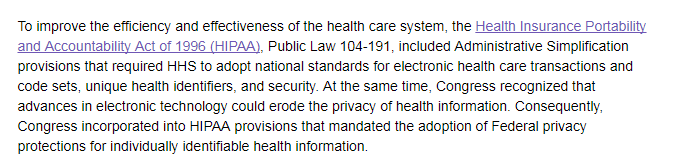 To improve the efficiency and effectiveness of the health care system, the Health Insurance Portability
and Accountability Act of 1996 (HIPAA), Public Law 104-191, included Administrative Simplification
provisions that required HHS to adopt national standards for electronic health care transactions and
code sets, unique health identifiers, and security. At the same time, Congress recognized that
advances in electronic technology could erode the privacy of health information. Consequently,
Congress incorporated into HIPAA provisions that mandated the adoption of Federal privacy
protections for individually identifiable health information.